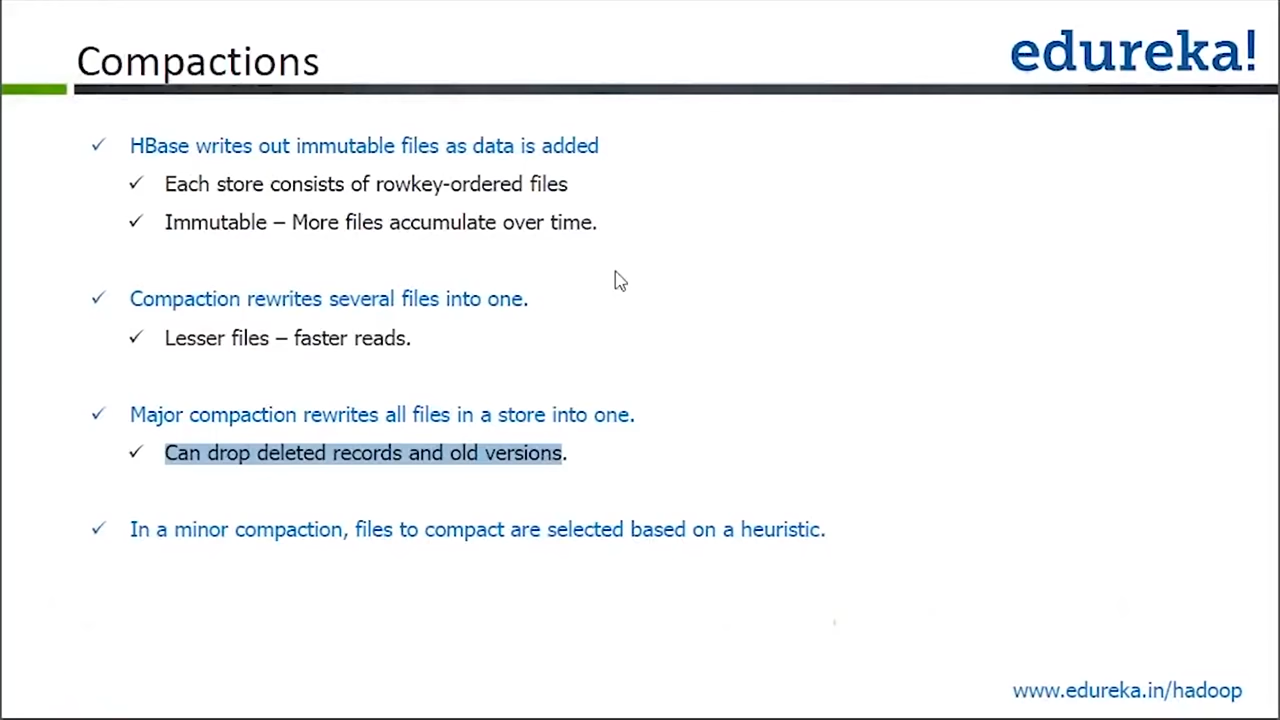 Compactions
edureka!
HBase writes out immutable files as data is added
Each store consists of rowkey-ordered files
Immutable – More files accumulate over time.
Compaction rewrites several files into one.
Lesser files – faster reads.
Major compaction rewrites all files in a store into one.
Can drop deleted records and old versions.
In a minor compaction, files to compact are selected based on a heuristic.
www.edureka.in/hadoop